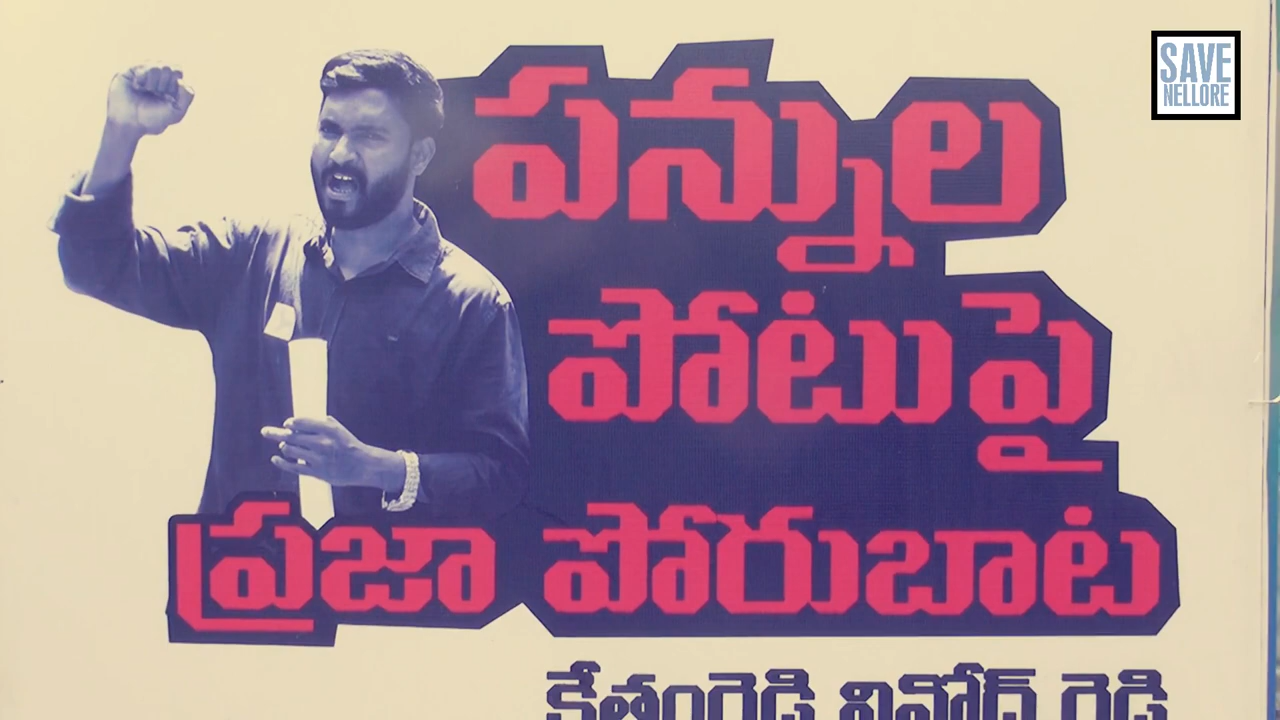 SAVE
NELLORE
పన్నుల
పోటుపై
ప్రజా పోరుబాట
కేతంరెడ్డి వినోద్ రెడ్డి